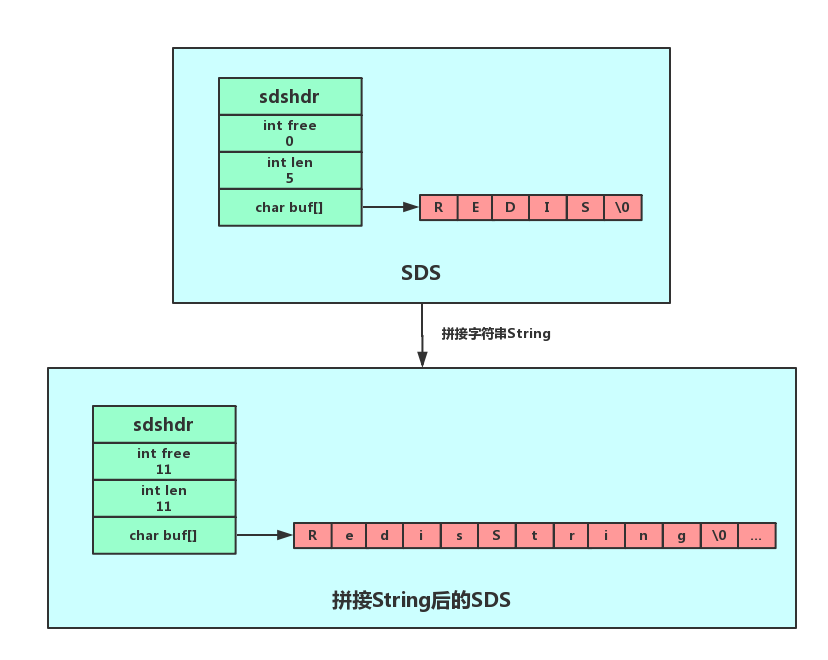 sdshdr
int free
0
int len
5
char buf[]
R E D I S \0
SDS
拼接字符串String
sdshdr
int free
11
int len
11
char buf[]
R e d i s S t r i n g \0 ...
拼接String后的SDS